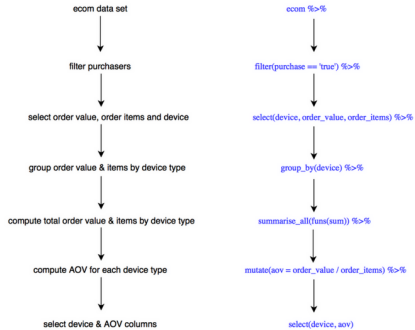 ecom data set
ecom %>%
filter purchasers
filter(purchase == 'true') %>%
select order value, order items and device
select(device, order_value, order_items) %>%
group order value & items by device type
group_by(device) %>%
compute total order value & items by device type
summarise_all(funs(sum)) %>%
compute AOV for each device type
mutate(aov = order_value / order_items) %>%
select device & AOV columns
select(device, aov)